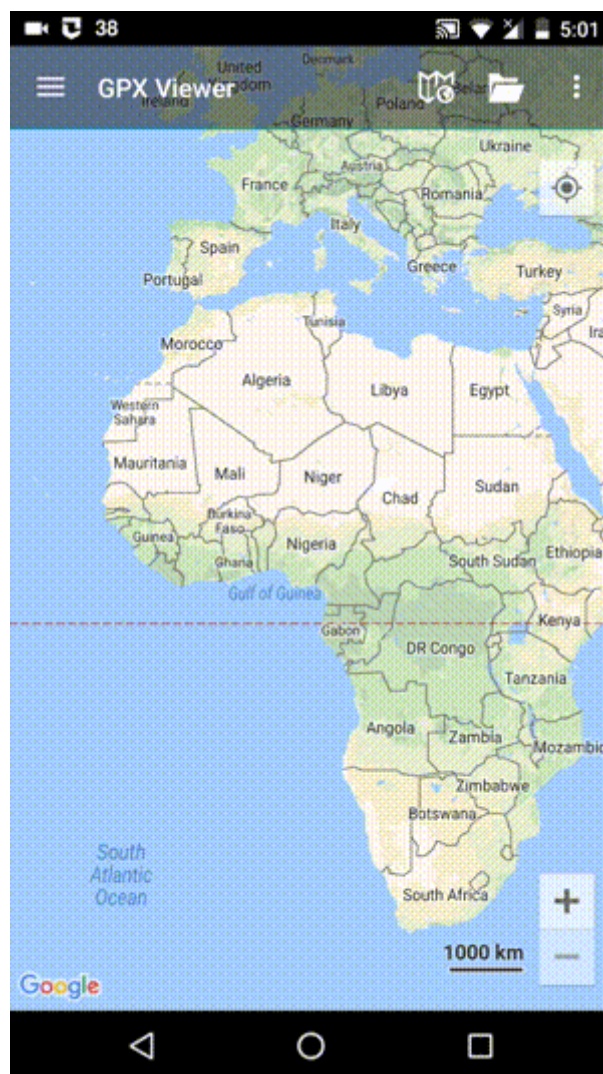 38
5:01
GPX Viewer
United
Kingdom
Denmark
Ireland
Poland
Belar
Germany
Ukraine
Austria
France
Romania
Italy
Spain
Portugal
Greece
Turkey
Syria
Ira
Tunisia
Morocco
Algeria
Libya
Egypt
Western
Sahara
Mauritania
Mali
Niger
Chad
Sudan
Burkina
Faso
Guinea
Ghana
Nigeria
South Sudan
Ethiopia
Gulf of Guinea
Gabon
Kenya
DR Congo
Tanzania
Angola
Zambia
Mozambic
Zimbabwe
Botswana
South
Atlantic
Ocean
South Africa
1000 km
Google